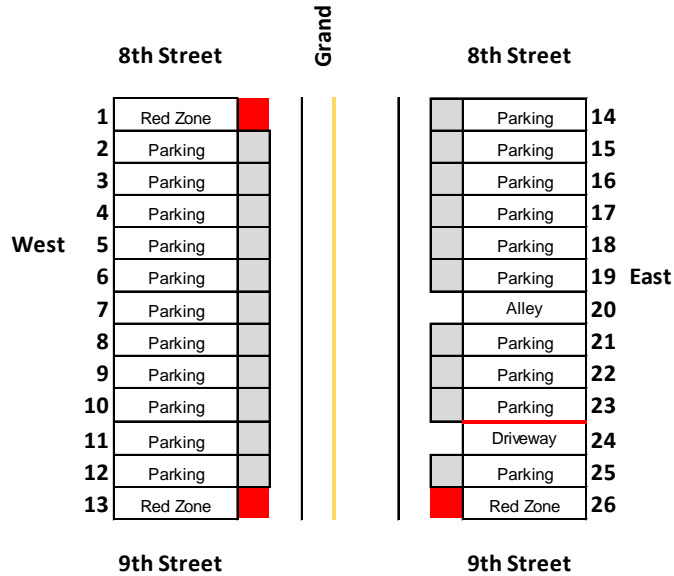 Grand
8th Street 8th Street
1 Red Zone Parking 14
2 Parking Parking 15
3 Parking Parking 16
4 Parking Parking 17
West 5 Parking Parking 18
6 Parking Parking 19 East
7 Parking Alley 20
8 Parking Parking 21
9 Parking Parking 22
10 Parking Parking 23
11 Parking Driveway 24
12 Parking Parking 25
13 Red Zone Red Zone 26
9th Street 9th Street